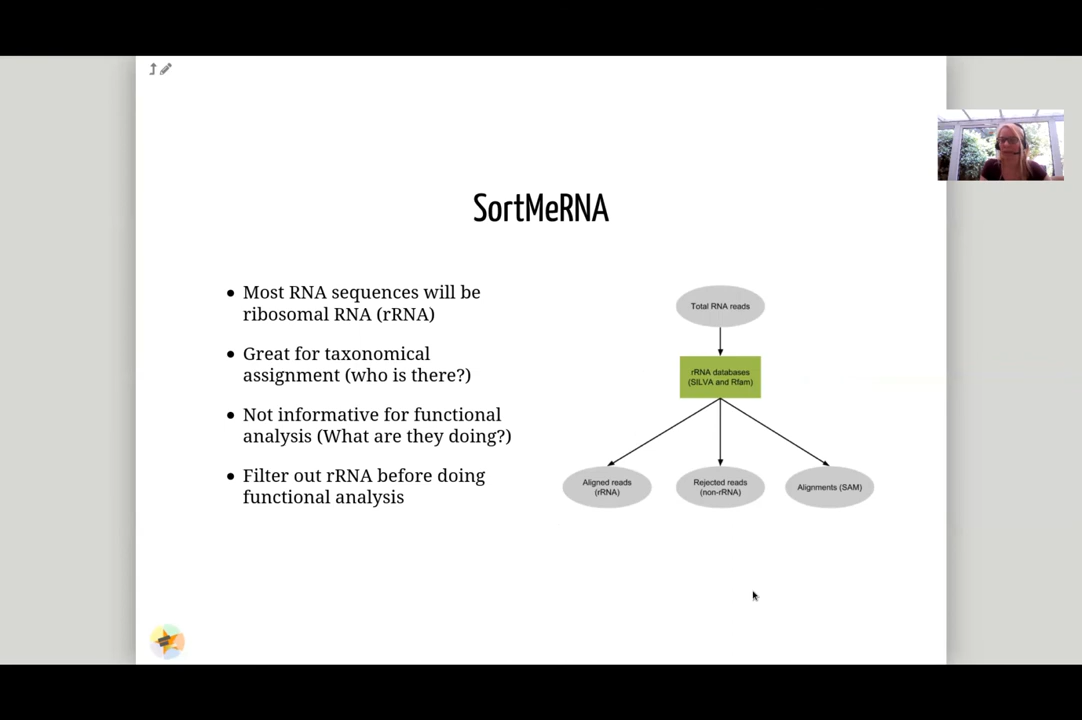 SortMeRNA
Most RNA sequences will be
ribosomal RNA (rRNA)
Great for taxonomical
assignment (who is there?)
Not informative for functional
analysis (What are they doing?)
Filter out rRNA before doing
functional analysis
Total RNA reads
rRNA databases
(SILVA and Rfam)
Aligned reads
(rRNA)
Rejected reads
(non-rRNA)
Alignments (SAM)